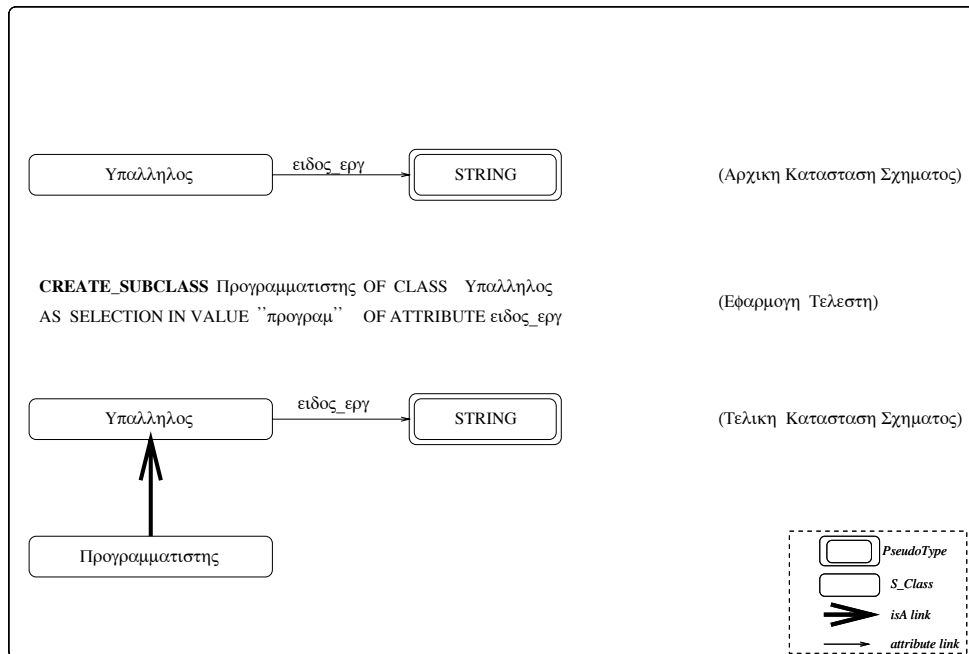 ειδος_εργ
Υπαλληλος STRING (Αρχικη Κατασταση Σχηματος)
CREATE_SUBCLASS Προγραμματιστης OF CLASS Υπαλληλος
AS SELECTION IN VALUE ’’προγραμ’’ OF ATTRIBUTE ειδος_εργ
(Εφαρμογη Τελεστη)
ειδος_εργ
Υπαλληλος STRING (Τελικη Κατασταση Σχηματος)
Προγραμματιστης
PseudoType
S_Class
isA link
attribute link